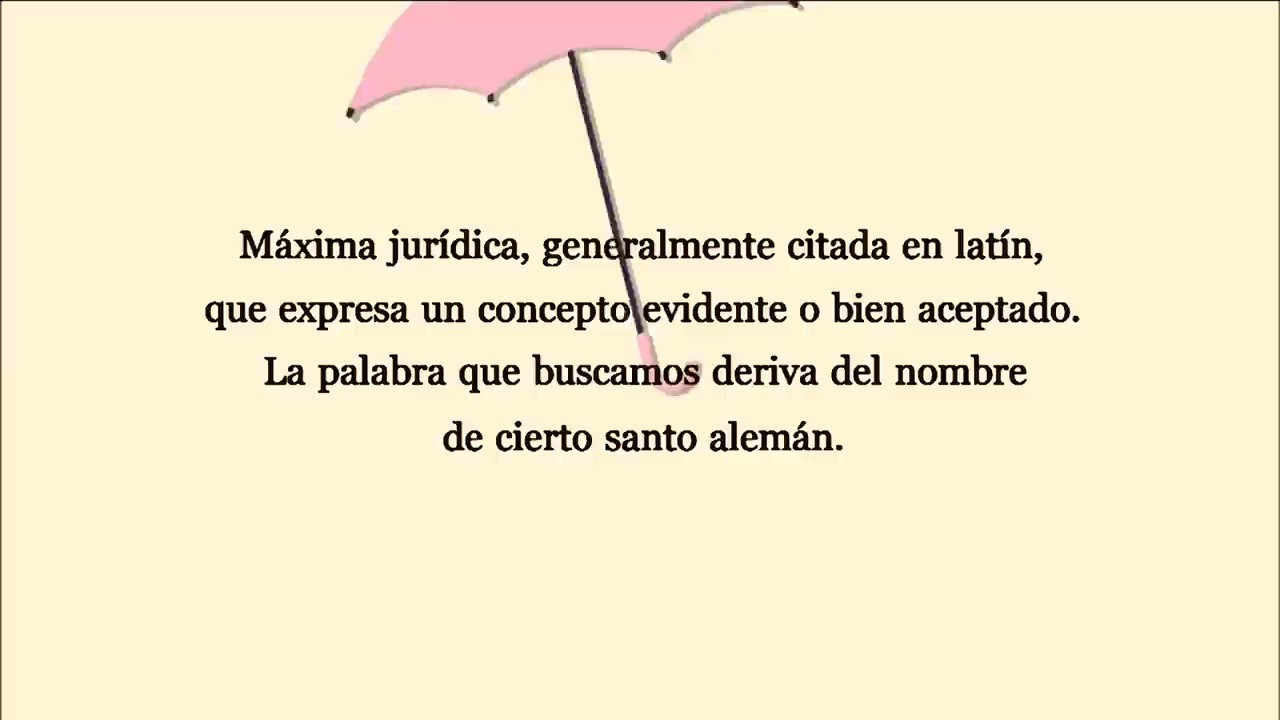 Máxima jurídica, generalmente citada en latín,
que expresa un concepto evidente o bien aceptado.
La palabra que buscamos deriva del nombre
de cierto santo alemán.